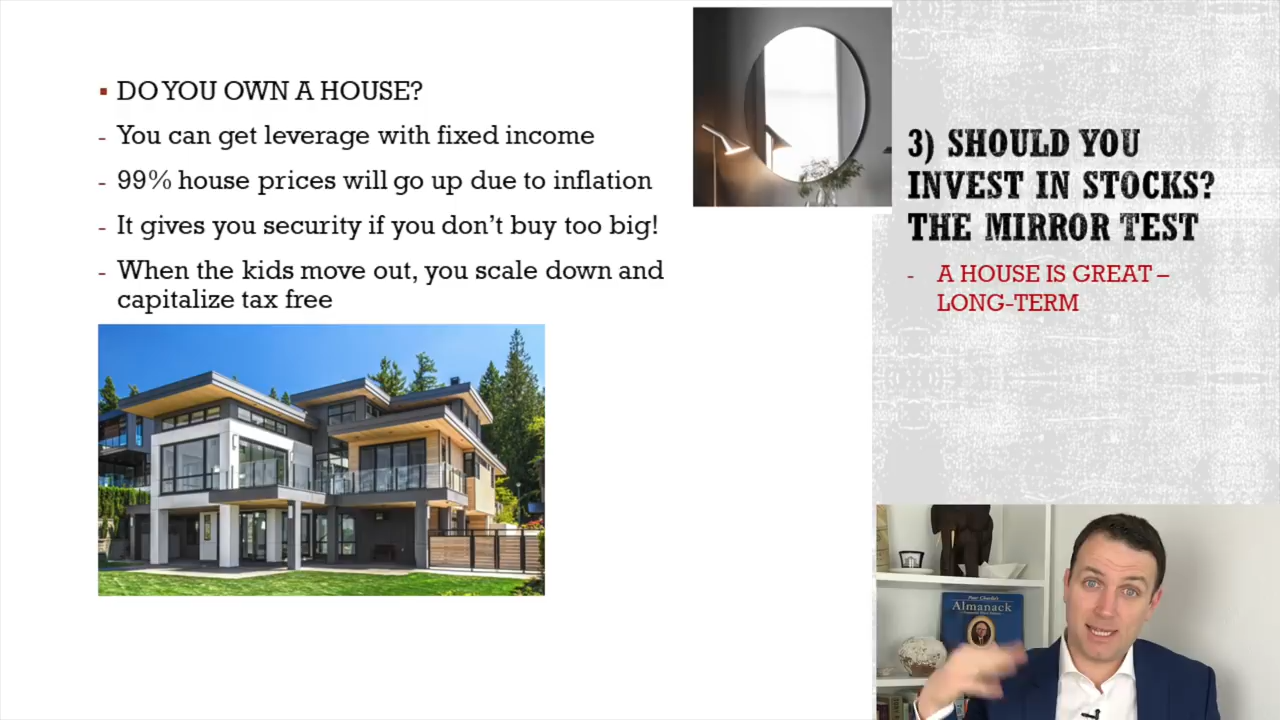 ▪ DO YOU OWN A HOUSE?
- You can get leverage with fixed income
- 99% house prices will go up due to inflation
- It gives you security if you don't buy too big!
- When the kids move out, you scale down and
capitalize tax free
3) SHOULD YOU
INVEST IN STOCKS?
THE MIRROR TEST
- A HOUSE IS GREAT –
LONG-TERM
Poor Charlie's
Almanack